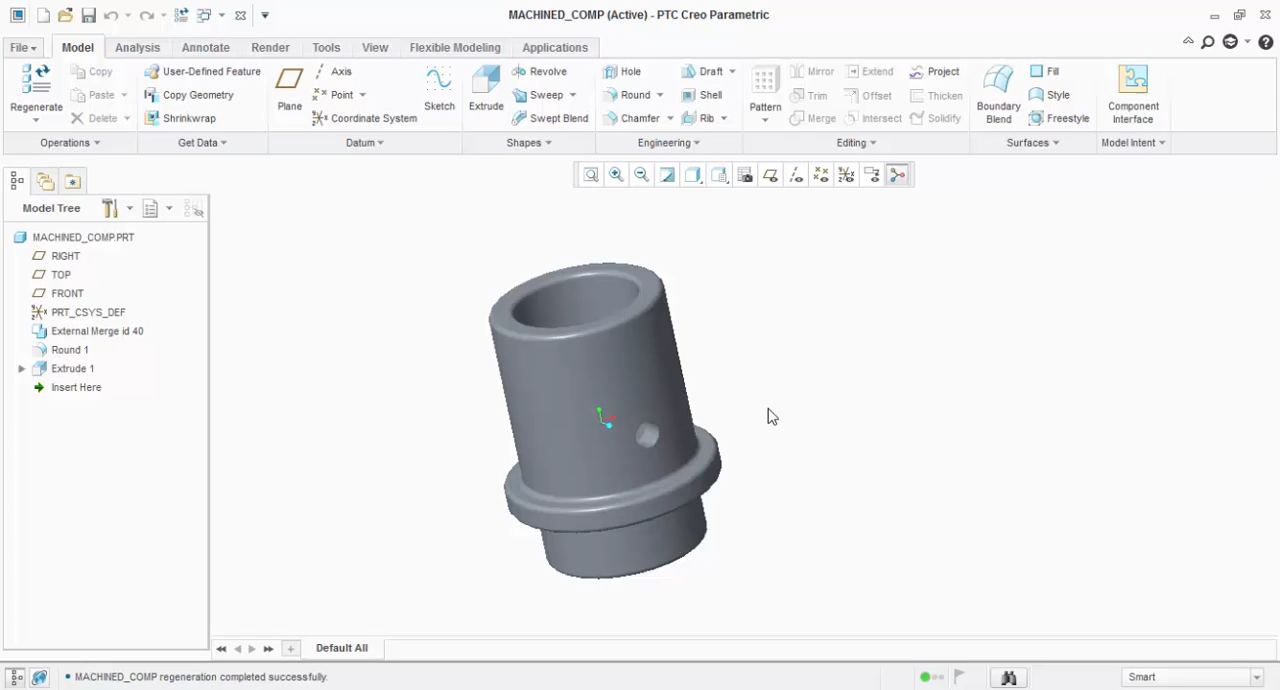 MACHINED_COMP (Active) - PTC Creo Parametric
File Model Analysis Annotate Render Tools View Flexible Modeling Applications
Regenerate Copy User-Defined Feature Plane Axis Sketch Extrude Revolve Hole Draft Pattern Mirror Extend Project Boundary Blend Fill Component Interface
Paste Copy Geometry Point Sweep Round Shell Trim Offset Thicken Style
Delete Shrinkwrap Coordinate System Swept Blend Chamfer Rib Merge Intersect Solidify Freestyle
Operations Get Data Datum Shapes Engineering Editing Surfaces Model Intent
Model Tree
MACHINED_COMP.PRT
RIGHT
TOP
FRONT
PRT_CSYS_DEF
External Merge id 40
Round 1
Extrude 1
Insert Here
Default All
• MACHINED_COMP regeneration completed successfully.
Smart